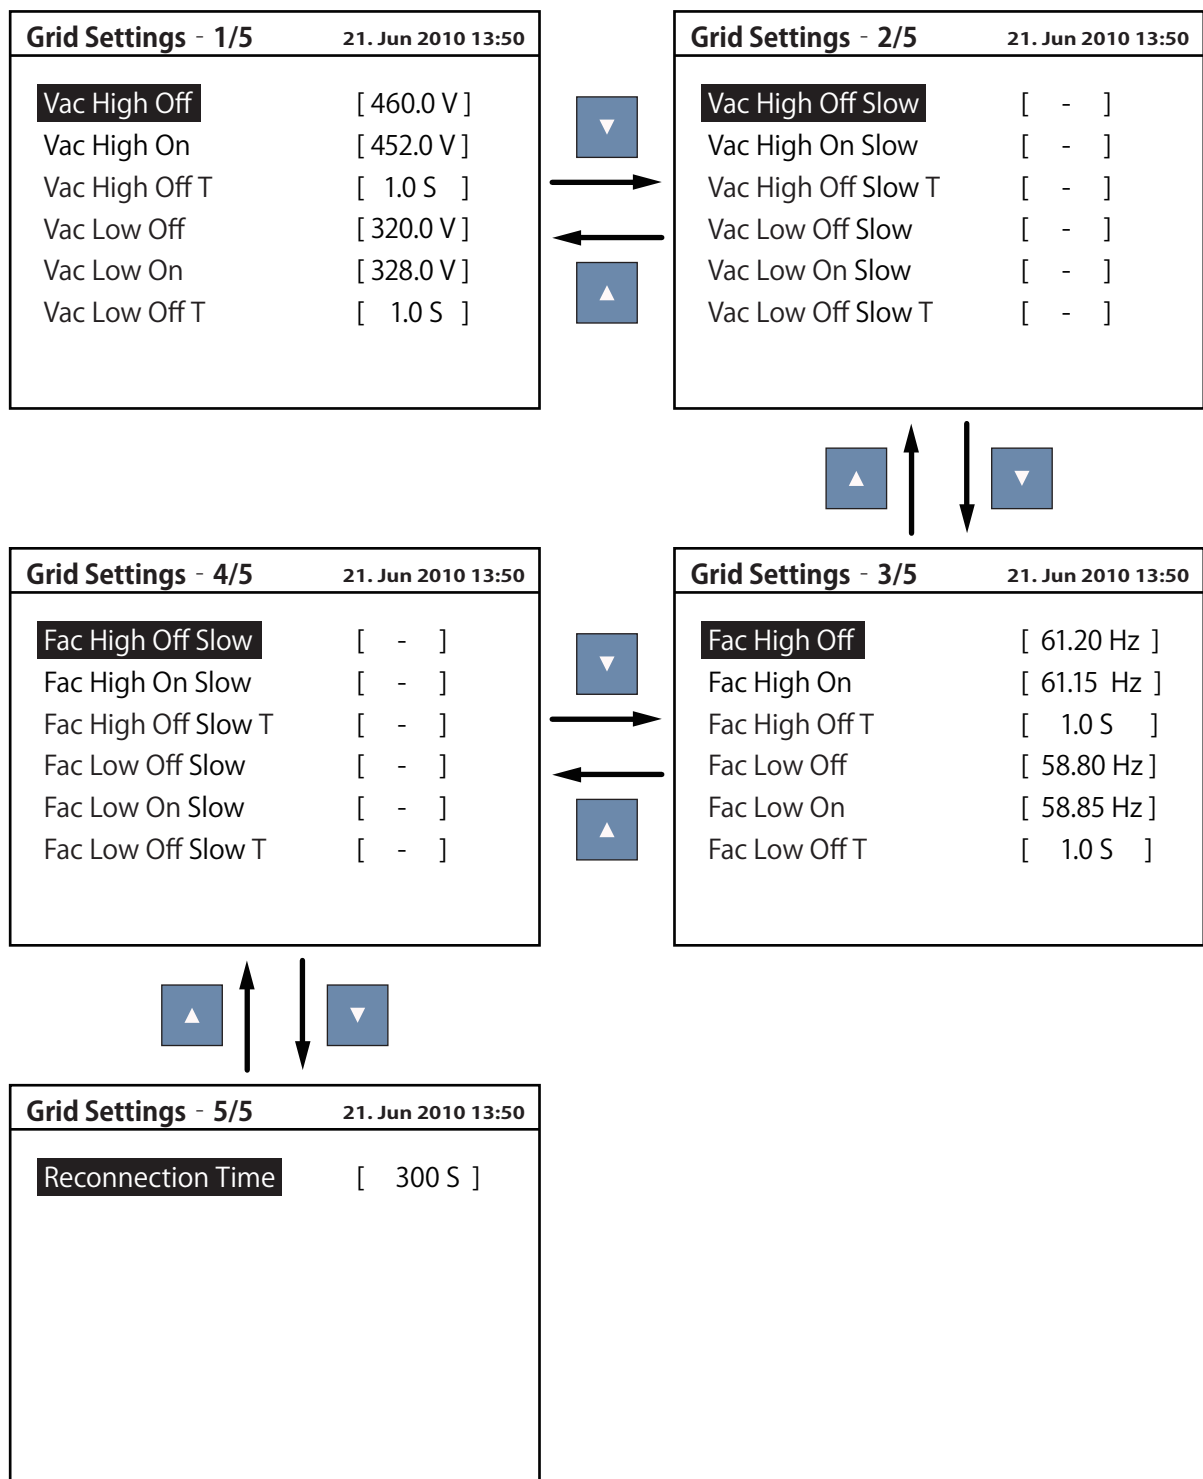 Grid Settings - 1/5 21. Jun 2010 13:50
Vac High Off [ 460.0 V ]
Vac High On [ 452.0 V ]
Vac High Off T [ 1.0 S ]
Vac Low Off [ 320.0 V ]
Vac Low On [ 328.0 V ]
Vac Low Off T [ 1.0 S ]
Grid Settings - 2/5 21. Jun 2010 13:50
Vac High Off Slow [ - ]
Vac High On Slow [ - ]
Vac High Off Slow T [ - ]
Vac Low Off Slow [ - ]
Vac Low On Slow [ - ]
Vac Low Off Slow T [ - ]
Grid Settings - 4/5 21. Jun 2010 13:50
Fac High Off Slow [ - ]
Fac High On Slow [ - ]
Fac High Off Slow T [ - ]
Fac Low Off Slow [ - ]
Fac Low On Slow [ - ]
Fac Low Off Slow T [ - ]
Grid Settings - 3/5 21. Jun 2010 13:50
Fac High Off [ 61.20 Hz ]
Fac High On [ 61.15 Hz ]
Fac High Off T [ 1.0 S ]
Fac Low Off [ 58.80 Hz ]
Fac Low On [ 58.85 Hz ]
Fac Low Off T [ 1.0 S ]
Grid Settings - 5/5 21. Jun 2010 13:50
Reconnection Time [ 300 S ]